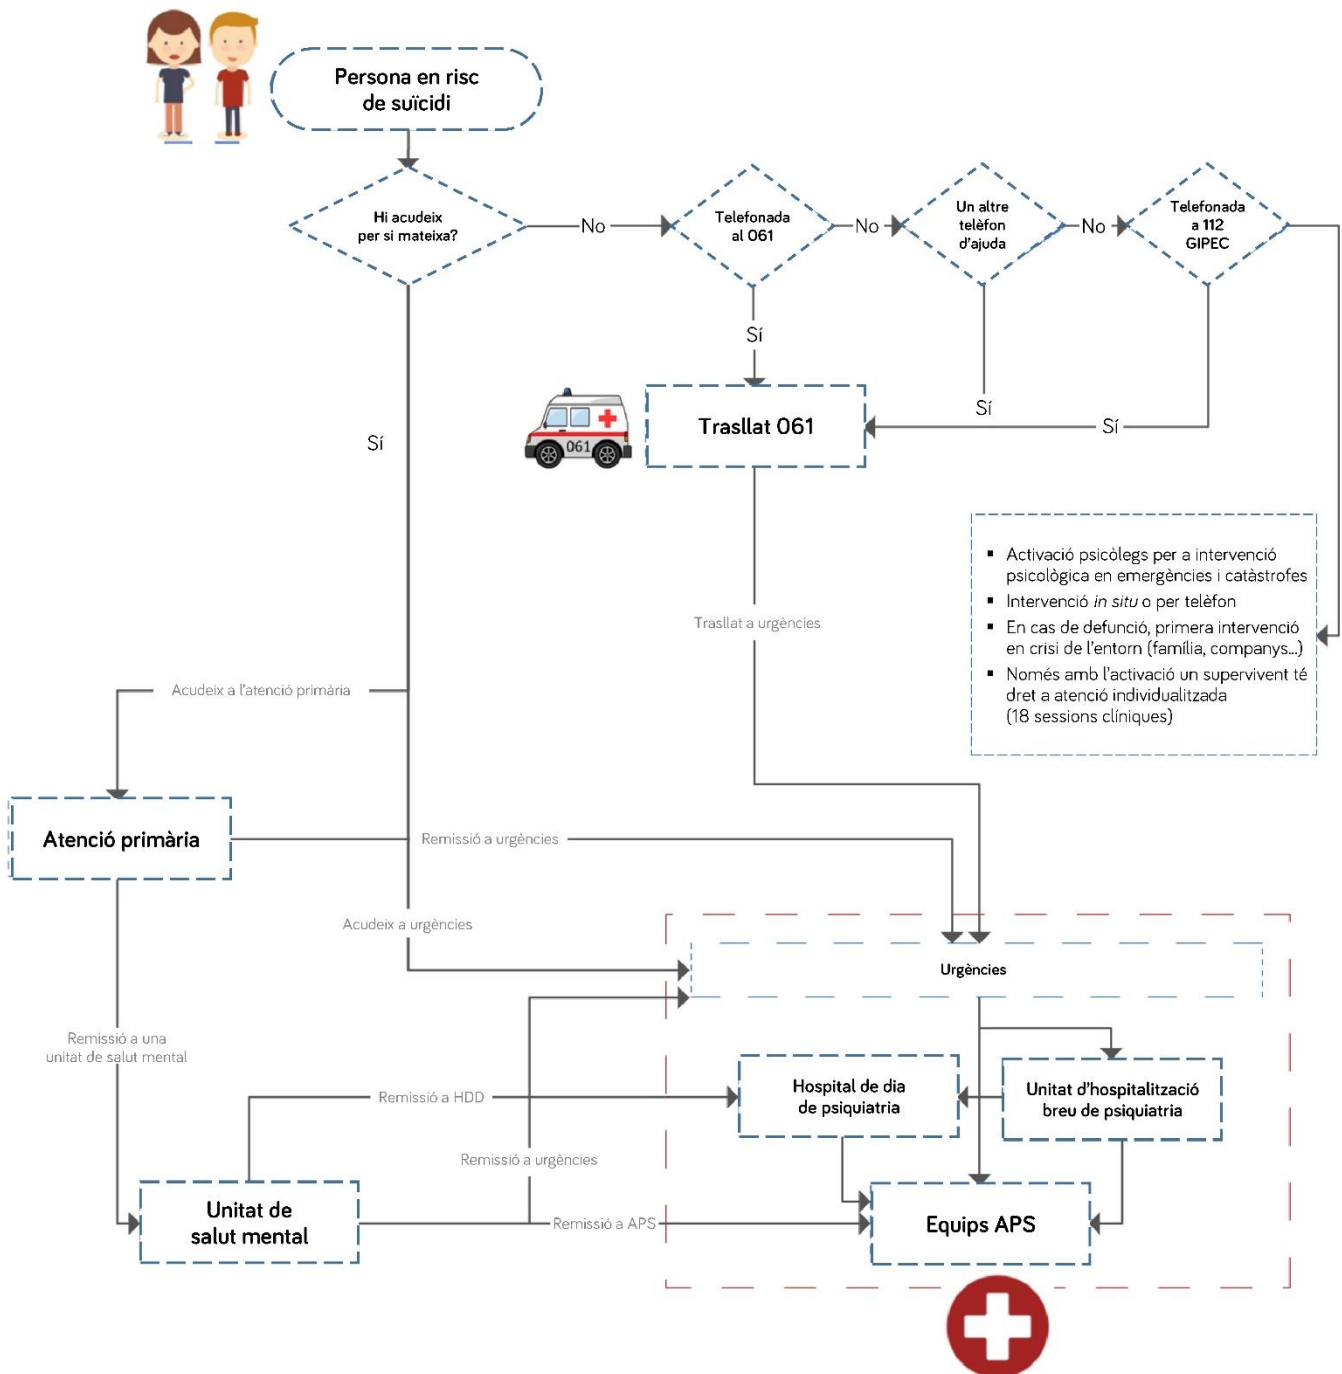 Persona en risc
de suïcidi
Hi acudeix
per si mateixa?
No
Telefonada
al 061
No
Un altre
telèfon
d'ajuda
No
Telefonada
a 112
GIPEC
Sí
Sí
Sí
Sí
061
Trasllat 061
▪ Activació psicòlegs per a intervenció
psicològica en emergències i catàstrofes
▪ Intervenció in situ o per telèfon
▪ En cas de defunció, primera intervenció
en crisi de l'entorn (família, companys...)
▪ Només amb l'activació un supervivent té
dret a atenció individualitzada
(18 sessions clíniques)
Trasllat a urgències
Acudeix a l'atenció primària
Atenció primària
Remissió a urgències
Acudeix a urgències
Urgències
Remissió a una
unitat de salut mental
Remissió a HDD
Hospital de dia
de psiquiatria
Unitat d'hospitalització
breu de psiquiatria
Remissió a urgències
Unitat de
salut mental
Remissió a APS
Equips APS